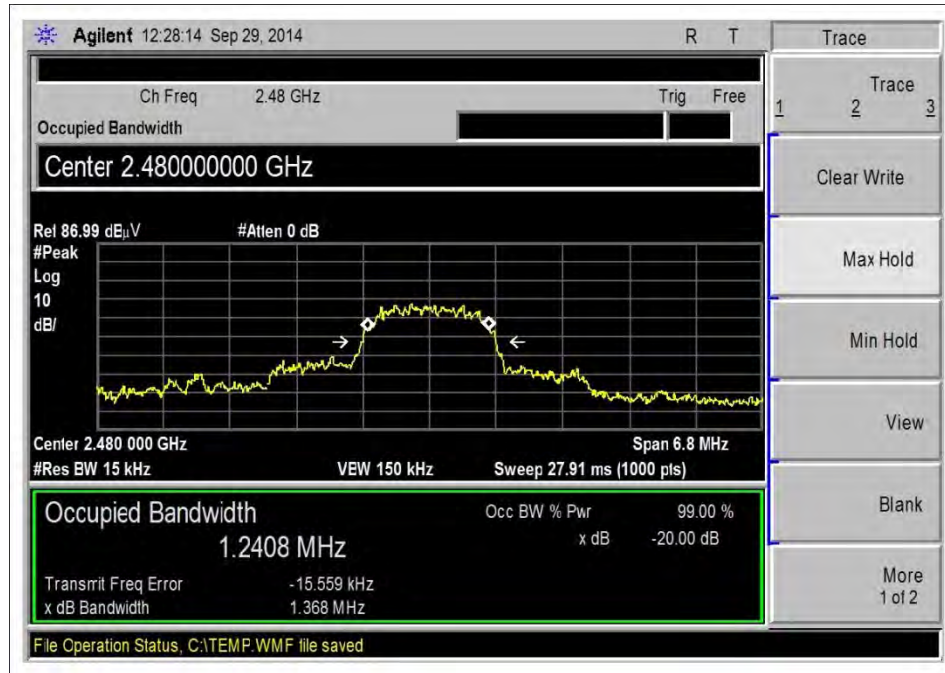 Agilent 12:28:14 Sep 29, 2014 R T
Trace
Ch Freq 2.48 GHz Trig Free
Occupied Bandwidth
Center 2.480000000 GHz
Ref 86.99 dBµV #Atten 0 dB
#Peak
Log
10
dB/
Center 2.480 000 GHz Span 6.8 MHz
#Res BW 15 kHz VBW 150 kHz Sweep 27.91 ms (1000 pts)
Occupied Bandwidth Occ BW % Pwr 99.00 %
1.2408 MHz x dB -20.00 dB
Transmit Freq Error -15.559 kHz
x dB Bandwidth 1.368 MHz
File Operation Status, C:\TEMP.WMF file saved
Trace
1 2 3
Clear Write
Max Hold
Min Hold
View
Blank
More
1 of 2